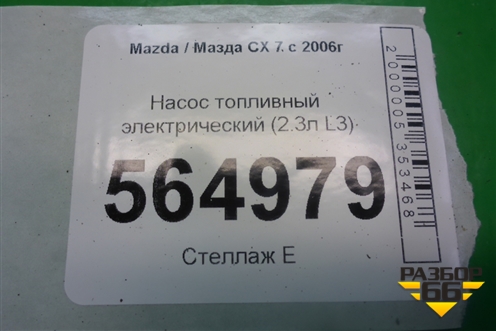 Mazda / Мазда CX 7 с 2006г
Насос топливный
электрический (2.3л L3)
564979
Стеллаж Е
2000005353468
РАЗБОР
66